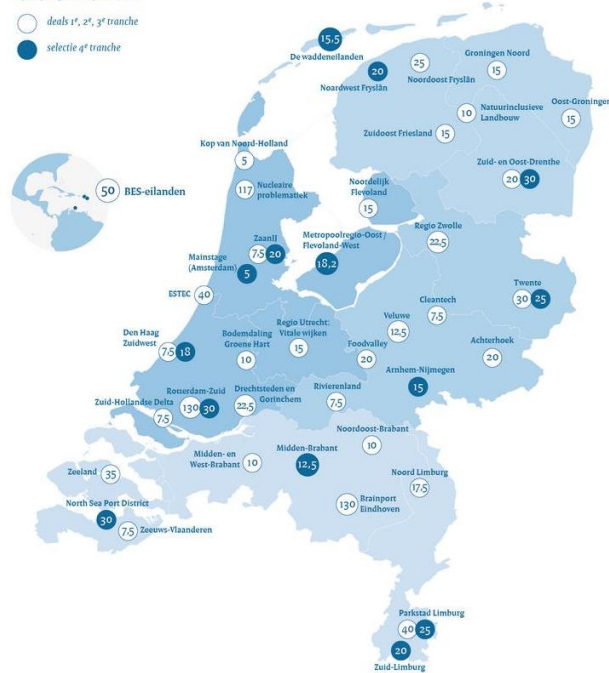 deals 1e, 2e, 3e tranche
selectie 4e tranche
15,5
De waddeneilanden
20
Noardwest Fryslân
25
Noordoost Fryslân
Groningen Noord
15
10
Natuurinclusieve
Landbouw
Oost-Groningen
15
Zuidoost Friesland
15
Kop van Noord-Holland
5
Zuid- en Oost-Drenthe
20 30
50 BES-eilanden
117
Nucleaire
problematiek
Noordelijk
Flevoland
15
Regio Zwolle
22,5
ZaanIJ
7,5 20
Metropoolregio-Oost /
Flevoland-West
18,2
Mainstage
(Amsterdam)
5
ESTEC 40
Twente
30 25
Cleantech
7,5
Veluwe
12,5
Den Haag
Zuidwest
7,5 18
Bodemdaling
Groene Hart
10
Regio Utrecht:
Vitale wijken
15
Foodvalley
20
Achterhoek
20
Arnhem-Nijmegen
15
Zuid-Hollandse Delta
7,5
Rotterdam-Zuid
130 30
Drechtsteden en
Gorinchem
22,5
Rivierenland
7,5
Noordoost-Brabant
10
Midden- en
West-Brabant
10
Midden-Brabant
12,5
Zeeland 35
Noord Limburg
17,5
North Sea Port District
30
7,5 Zeeuws-Vlaanderen
130
Brainport
Eindhoven
Parkstad Limburg
40 25
20
Zuid-Limburg